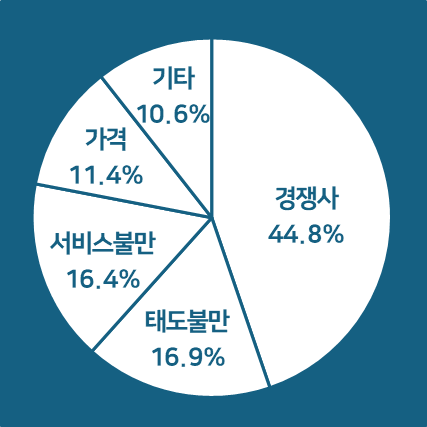 기타
10.6%
가격
11.4%
경쟁사
44.8%
서비스불만
16.4%
태도불만
16.9%